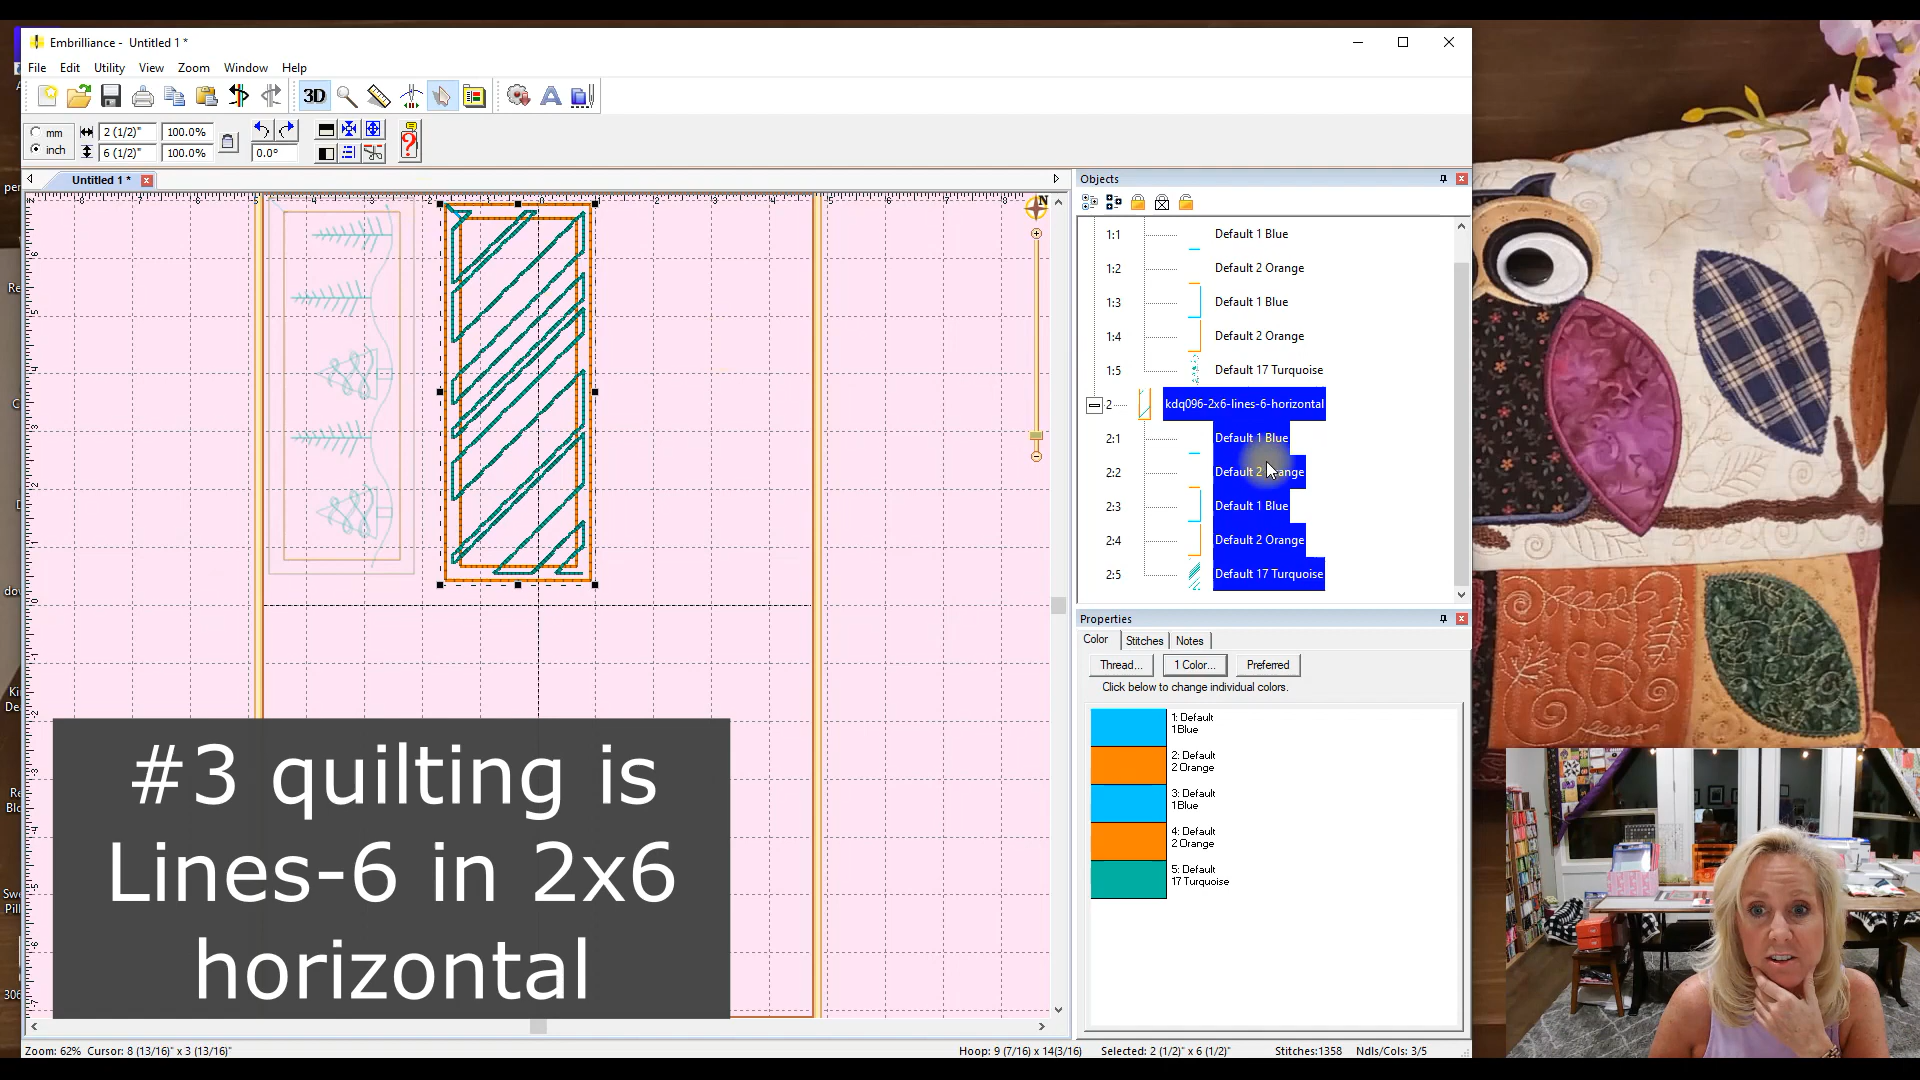 Embrilliance - Untitled 1 *
File Edit Utility View Zoom Window Help
3D
mm 2 (1/2)" 100.0%
inch 6 (1/2)" 100.0% 0.0°
Untitled 1 *
Objects
1:1 Default 1 Blue
1:2 Default 2 Orange
1:3 Default 1 Blue
1:4 Default 2 Orange
1:5 Default 17 Turquoise
2 kdq096-2x6-lines-6-horizontal
2:1 Default 1 Blue
2:2 Default 2 Orange
2:3 Default 1 Blue
2:4 Default 2 Orange
2:5 Default 17 Turquoise
Properties
Color Stitches Notes
Thread... 1 Color... Preferred
Click below to change individual colors.
1: Default
1Blue
2: Default
2 Orange
3: Default
1Blue
4: Default
2 Orange
5: Default
17 Turquoise
#3 quilting is
Lines-6 in 2x6
horizontal
Zoom: 62% Cursor: 8 (13/16)" x 3 (13/16)" Hoop: 9 (7/16) x 14(3/16) Selected: 2 (1/2)" x 6 (1/2)" Stitches:1358 Ndls/Cols: 3/5